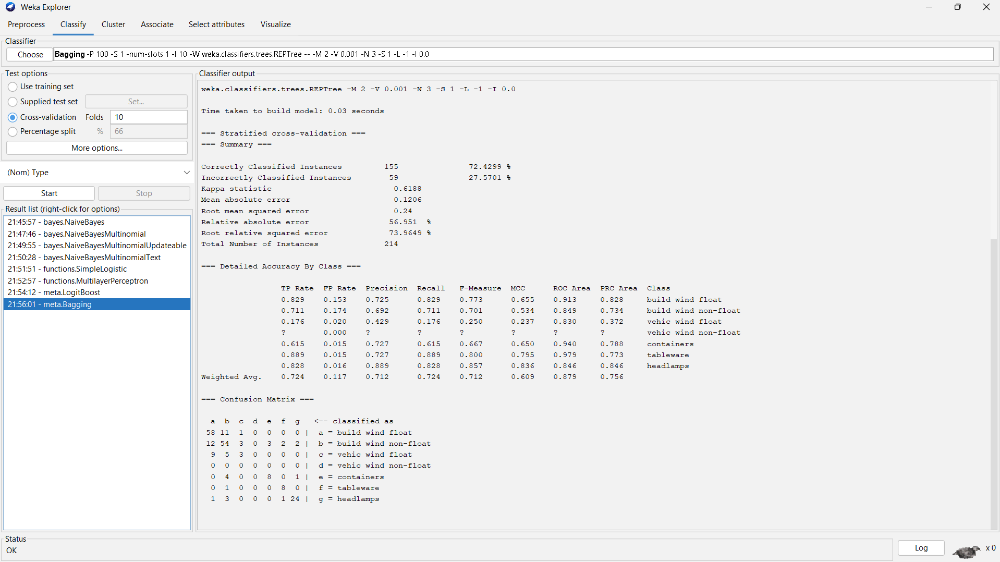 Weka Explorer
Preprocess Classify Cluster Associate Select attributes Visualize
Classifier
Choose Bagging -P 100 -S 1 -num-slots 1 -I 10 -W weka.classifiers.trees.REPTree -- -M 2 -V 0.001 -N 3 -S 1 -L -1 -I 0.0
Test options
Use training set
Supplied test set Set...
Cross-validation Folds 10
Percentage split % 66
More options...
(Nom) Type
Start Stop
Result list (right-click for options)
21:45:57 - bayes.NaiveBayes
21:47:46 - bayes.NaiveBayesMultinomial
21:49:55 - bayes.NaiveBayesMultinomialUpdateable
21:50:28 - bayes.NaiveBayesMultinomialText
21:51:51 - functions.SimpleLogistic
21:52:57 - functions.MultilayerPerceptron
21:54:12 - meta.LogitBoost
21:56:01 - meta.Bagging
Classifier output
weka.classifiers.trees.REPTree -M 2 -V 0.001 -N 3 -S 1 -L -1 -I 0.0
Time taken to build model: 0.03 seconds
=== Stratified cross-validation ===
=== Summary ===
Correctly Classified Instances 155 72.4299 %
Incorrectly Classified Instances 59 27.5701 %
Kappa statistic 0.6188
Mean absolute error 0.1206
Root mean squared error 0.24
Relative absolute error 56.951 %
Root relative squared error 73.9649 %
Total Number of Instances 214
=== Detailed Accuracy By Class ===
TP Rate FP Rate Precision Recall F-Measure MCC ROC Area PRC Area Class
0.829 0.153 0.725 0.829 0.773 0.655 0.913 0.828 build wind float
0.711 0.174 0.692 0.711 0.701 0.534 0.849 0.734 build wind non-float
0.176 0.020 0.429 0.176 0.250 0.237 0.830 0.372 vehic wind float
? 0.000 ? ? ? ? ? ? vehic wind non-float
0.615 0.015 0.727 0.615 0.667 0.650 0.940 0.788 containers
0.889 0.015 0.727 0.889 0.800 0.795 0.979 0.773 tableware
0.828 0.016 0.889 0.828 0.857 0.836 0.846 0.846 headlamps
Weighted Avg. 0.724 0.117 0.712 0.724 0.712 0.609 0.879 0.756
=== Confusion Matrix ===
a b c d e f g <-- classified as
58 11 1 0 0 0 0 | a = build wind float
12 54 3 0 3 2 2 | b = build wind non-float
9 5 3 0 0 0 0 | c = vehic wind float
0 0 0 0 0 0 0 | d = vehic wind non-float
0 4 0 0 8 0 1 | e = containers
0 1 0 0 0 8 0 | f = tableware
1 3 0 0 0 1 24 | g = headlamps
Status
OK
Log x 0